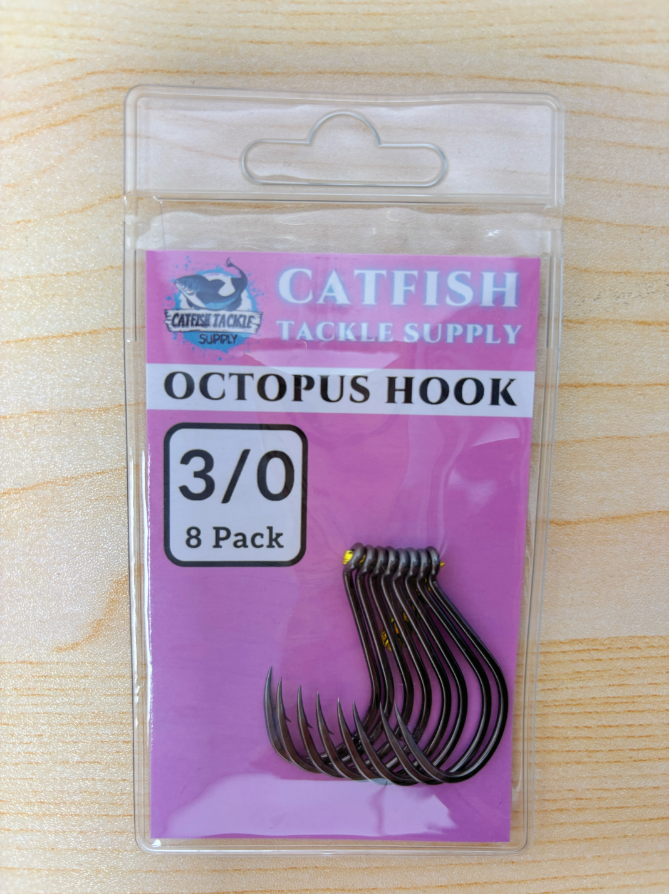 CATFISH TACKLE
SUPPLY
CATFISH
TACKLE SUPPLY
OCTOPUS HOOK
3/0
8 Pack